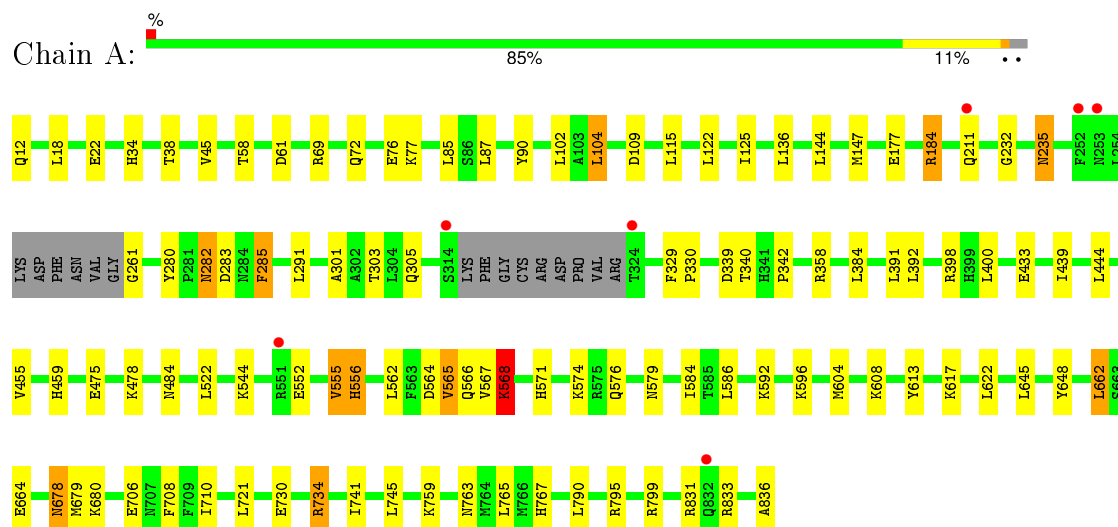 %
Chain A:
85% 11% • •
Q12 L18 E22 H34 T38 V45 T58 D61 R69 Q72 E76 K77 L85 S86 L87 Y90 L102 A103 L104 D109 L115 L122 I125 L136 L144 M147 E177 R184 Q211 G232 N235 F252 N253 L254
LYS ASP PHE ASN VAL GLY G261 Y280 P281 N282 D283 N284 F285 L291 A301 A302 T303 L304 Q305 S314 LYS PHE GLY CYS ARG ASP PRO VAL ARG T324 F329 P330 D339 T340 H341 P342 R358 L384 L391 L392 R398 H399 L400 E433 I439 L444
V455 H459 E475 K478 N484 L522 K544 R551 E552 V555 H556 L562 F563 D564 V565 Q566 V567 K568 H571 K574 R575 Q576 N579 I584 T585 L586 K592 K596 M604 K608 Y613 K617 L622 L645 Y648 L662 S663
E664 N678 M679 K680 E706 N707 F708 F709 I710 L721 E730 R734 I741 L745 K759 N763 M764 L765 M766 H767 L790 R795 R799 R831 Q832 R833 A836